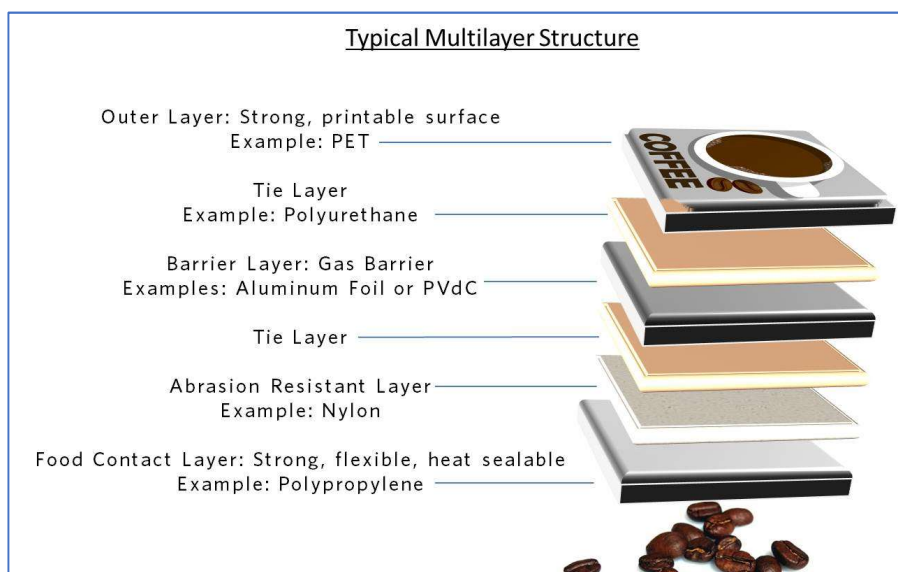 Typical Multilayer Structure
Outer Layer: Strong, printable surface
Example: PET
COFFEE
Tie Layer
Example: Polyurethane
Barrier Layer: Gas Barrier
Examples: Aluminum Foil or PVdC
Tie Layer
Abrasion Resistant Layer
Example: Nylon
Food Contact Layer: Strong, flexible, heat sealable
Example: Polypropylene